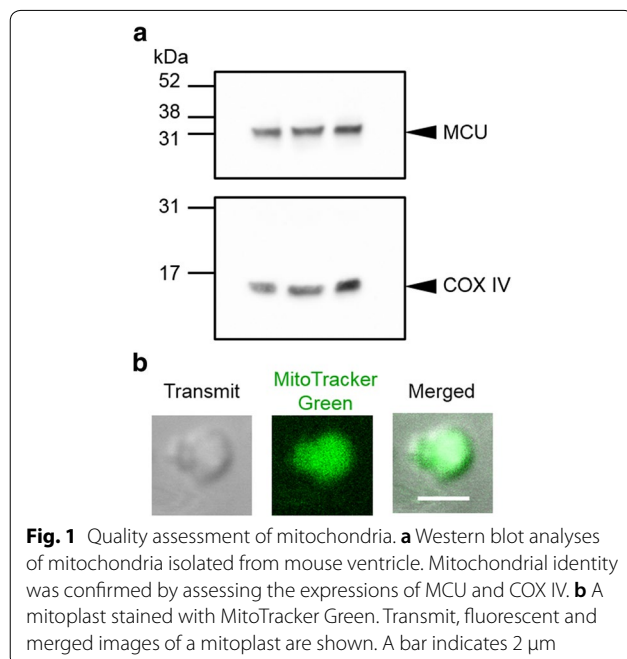 a
kDa
52
38
31
MCU
31
17
COX IV
b
Transmit
MitoTracker
Green
Merged
Fig. 1 Quality assessment of mitochondria. a Western blot analyses
of mitochondria isolated from mouse ventricle. Mitochondrial identity
was confirmed by assessing the expressions of MCU and COX IV. b A
mitoplast stained with MitoTracker Green. Transmit, fluorescent and
merged images of a mitoplast are shown. A bar indicates 2 μm